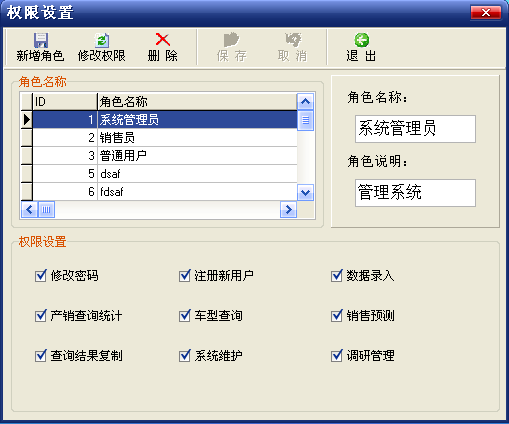 权限设置
新增角色 修改权限 删 除 保 存 取 消 退 出
角色名称
ID 角色名称
1 系统管理员
2 销售员
3 普通用户
5 dsaf
6 fdsaf
角色名称：
系统管理员
角色说明：
管理系统
权限设置
修改密码 注册新用户 数据录入
产销查询统计 车型查询 销售预测
查询结果复制 系统维护 调研管理